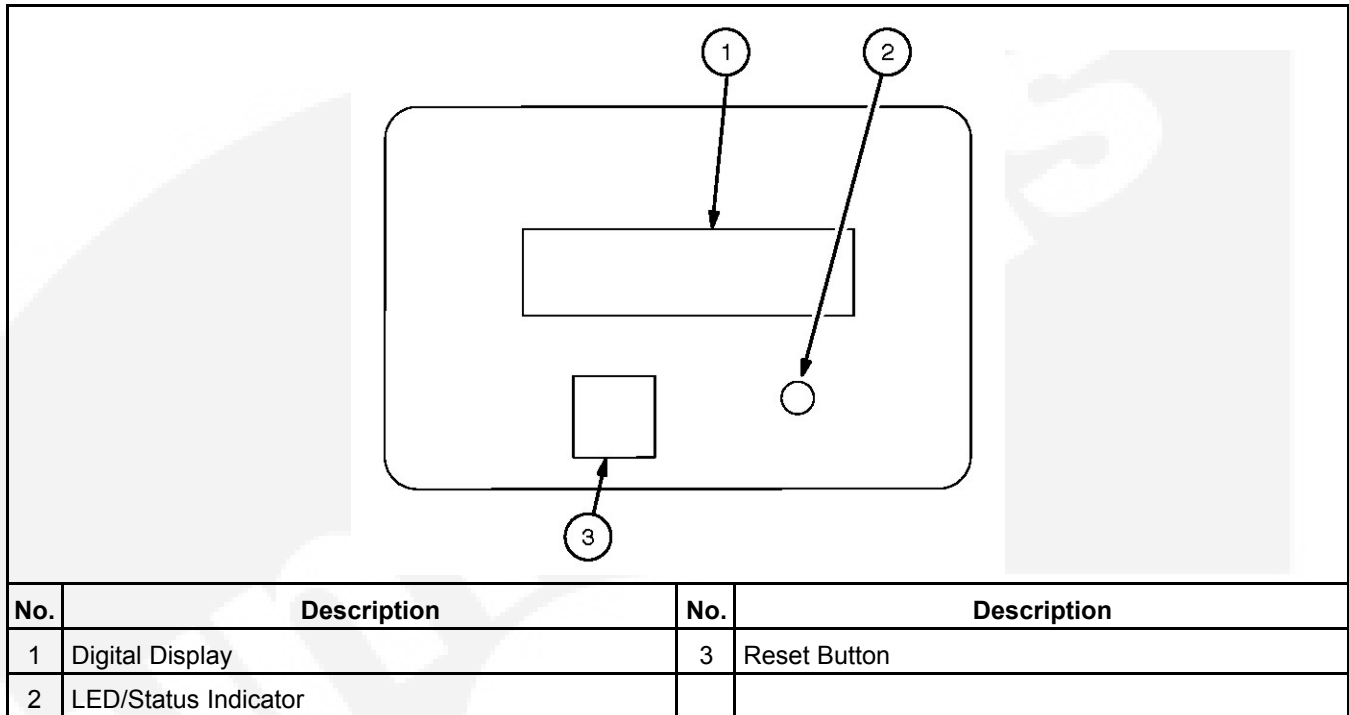 1 2
3
No. Description No. Description
1 Digital Display 3 Reset Button
2 LED/Status Indicator